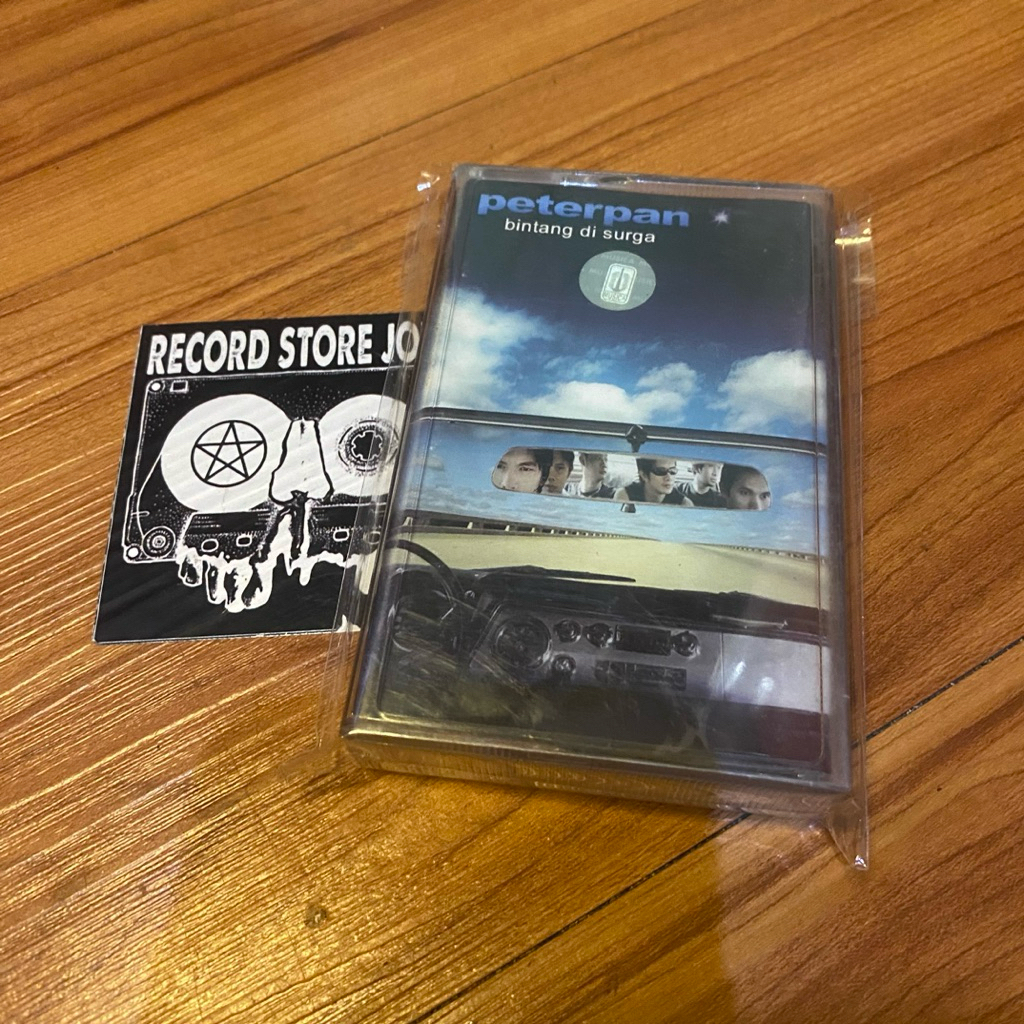 peterpan
bintang di surga
RECORD STORE JO